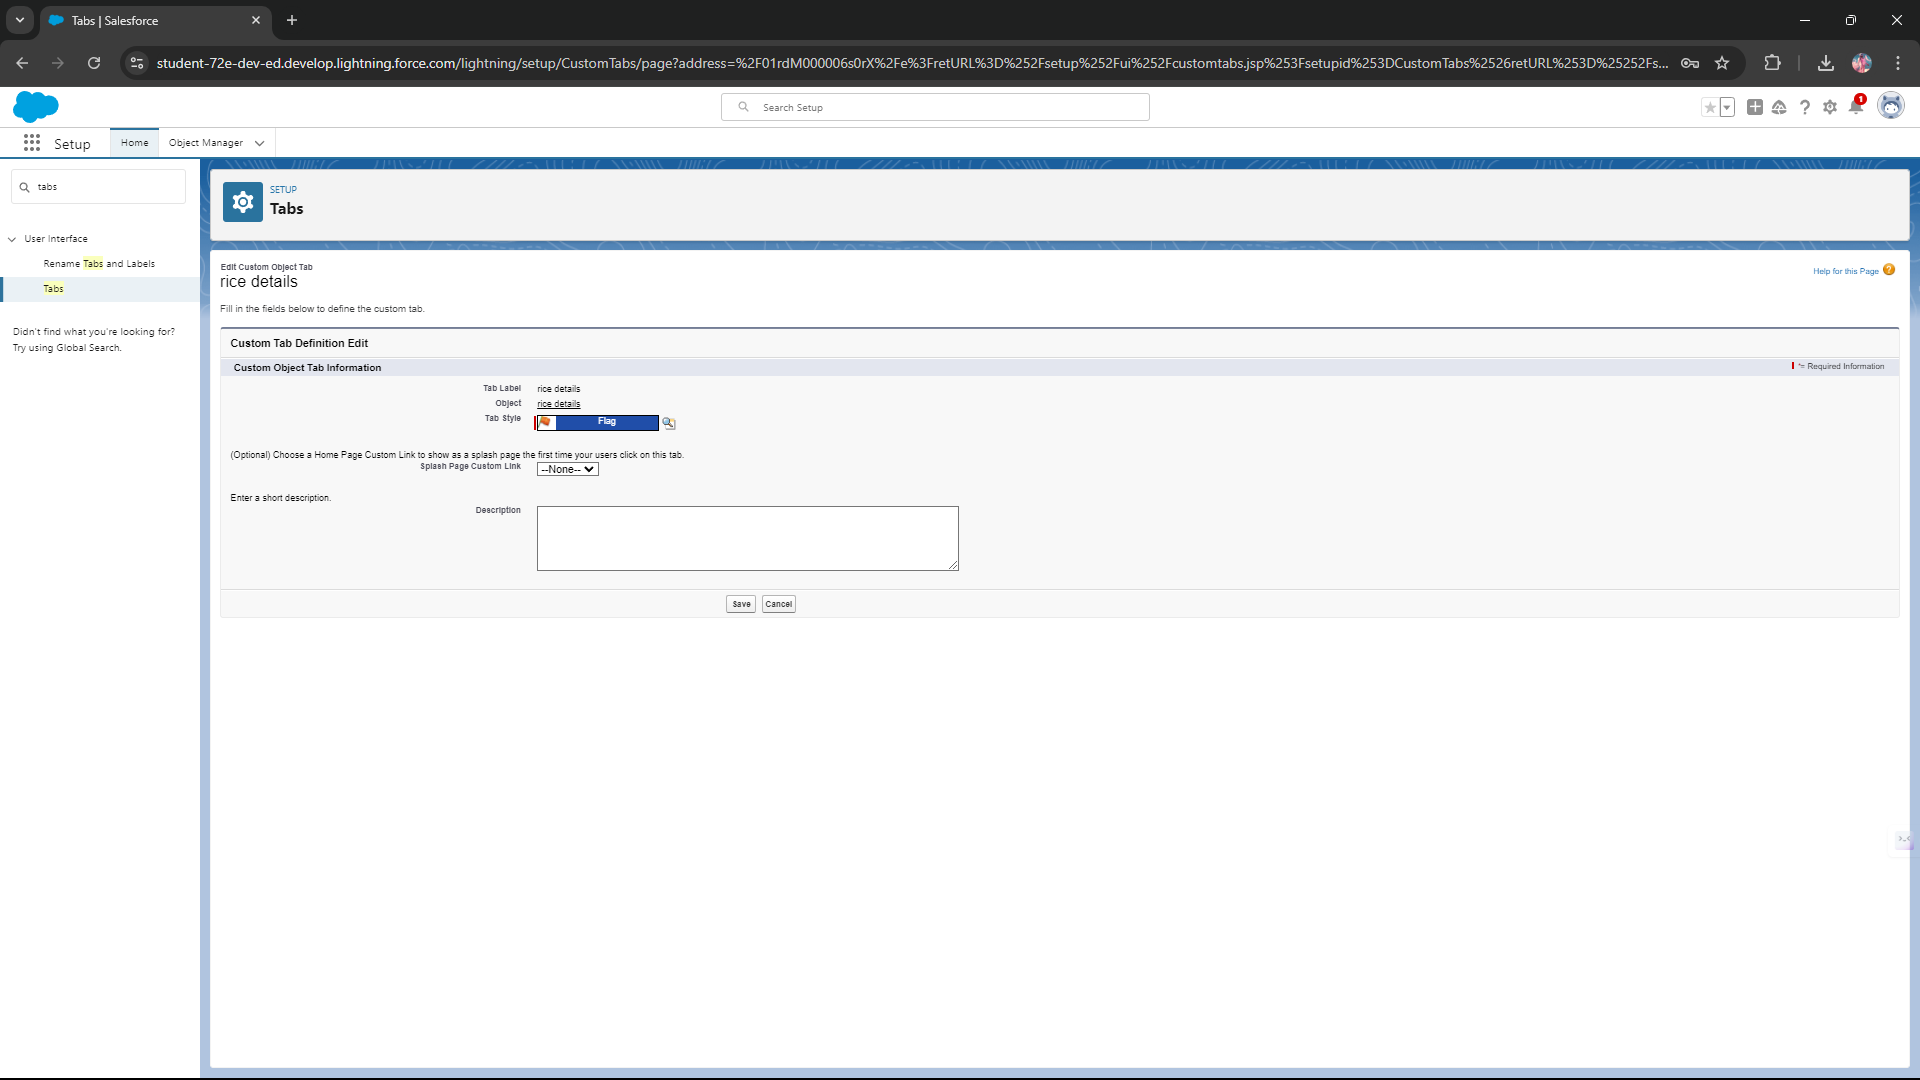 Tabs | Salesforce
student-72e-dev-ed.develop.lightning.force.com/lightning/setup/CustomTabs/page?address=%2F01rdM000006s0rX%2Fe%3FretURL%3D%252Fsetup%252Fui%252Fcustomtabs.jsp%253Fsetupid%253DCustomTabs%2526retURL%253D%25252Fs...
Search Setup
1
Setup
Home
Object Manager
tabs
User Interface
Rename Tabs and Labels
Tabs
Didn't find what you're looking for?
Try using Global Search.
SETUP
Tabs
Edit Custom Object Tab
rice details
Help for this Page
Fill in the fields below to define the custom tab.
Custom Tab Definition Edit
Custom Object Tab Information
= Required Information
Tab Label rice details
Object rice details
Tab Style Flag
(Optional) Choose a Home Page Custom Link to show as a splash page the first time your users click on this tab.
Splash Page Custom Link --None--
Enter a short description.
Description
Save Cancel